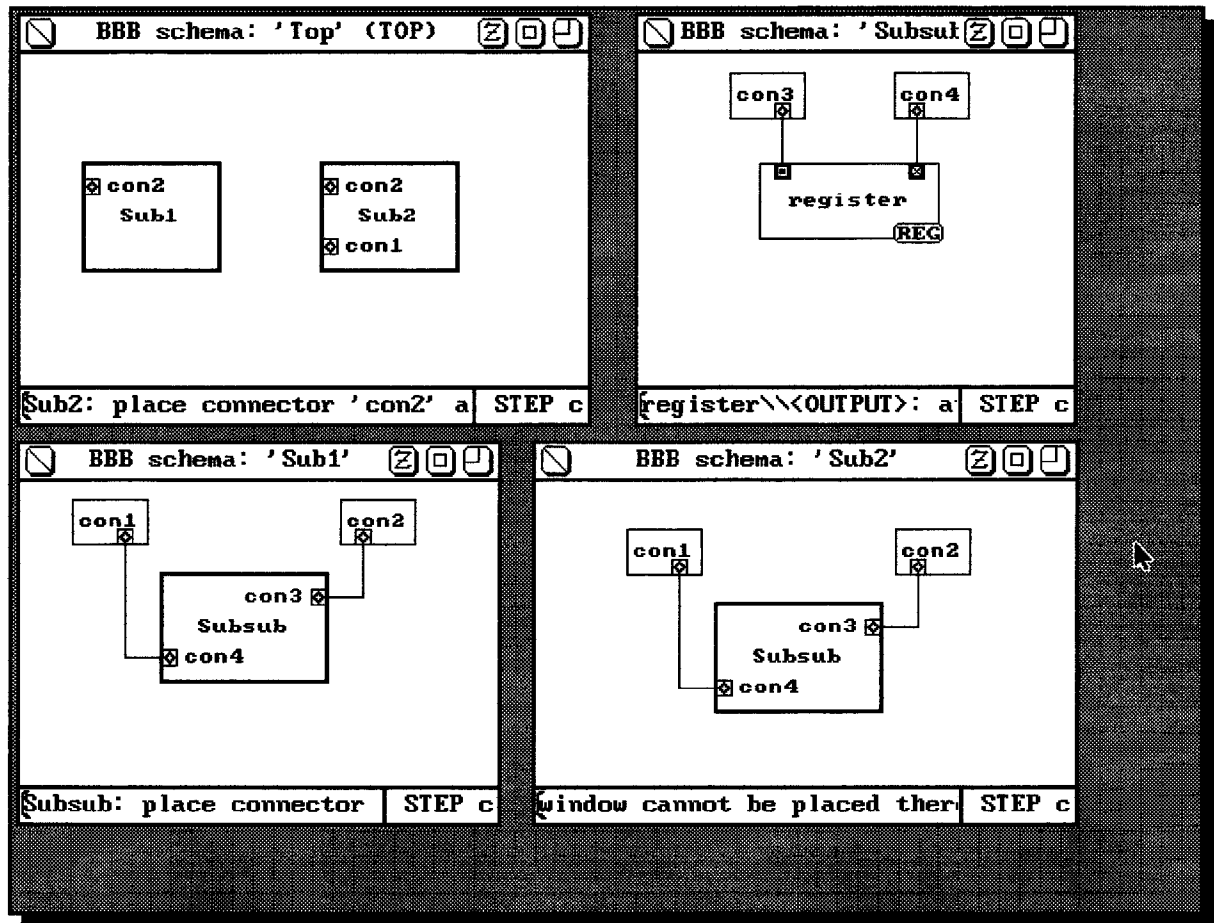 BBB schema: 'Top' (TOP)
Z
con2
Sub1
con2
Sub2
con1
Sub2: place connector 'con2' a
STEP c
BBB schema: 'Subsub
Z
con3
con4
register
REG
register\\<OUTPUT>: a
STEP c
BBB schema: 'Sub1'
Z
con1
con2
con3
Subsub
con4
Subsub: place connector
STEP c
BBB schema: 'Sub2'
Z
con1
con2
con3
Subsub
con4
window cannot be placed ther
STEP c